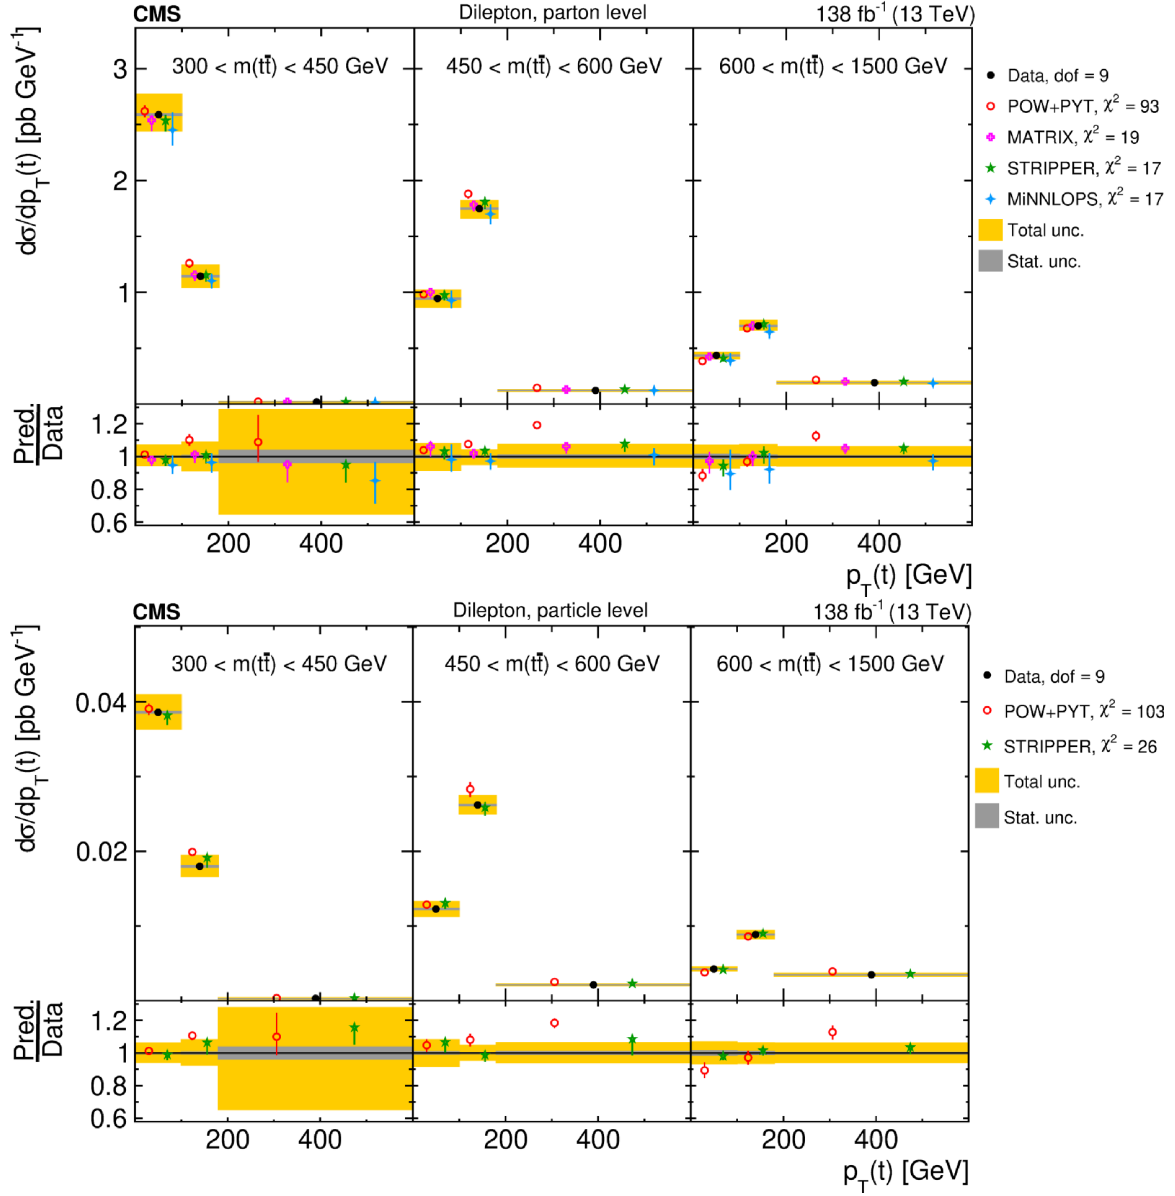 CMS Dilepton, parton level 138 fb⁻¹ (13 TeV)
dσ/dp_T(t) [pb GeV⁻¹]
300 < m(tt̄) < 450 GeV 450 < m(tt̄) < 600 GeV 600 < m(tt̄) < 1500 GeV
3
2
1
Data, dof = 9
POW+PYT, χ² = 93
MATRIX, χ² = 19
STRIPPER, χ² = 17
MiNNLOPS, χ² = 17
Total unc.
Stat. unc.
Pred.
Data
1.2
1
0.8
0.6
200 400 200 400 200 400
p_T(t) [GeV]
CMS Dilepton, particle level 138 fb⁻¹ (13 TeV)
dσ/dp_T(t) [pb GeV⁻¹]
300 < m(tt̄) < 450 GeV 450 < m(tt̄) < 600 GeV 600 < m(tt̄) < 1500 GeV
0.04
0.02
Data, dof = 9
POW+PYT, χ² = 103
STRIPPER, χ² = 26
Total unc.
Stat. unc.
Pred.
Data
1.2
1
0.8
0.6
200 400 200 400 200 400
p_T(t) [GeV]